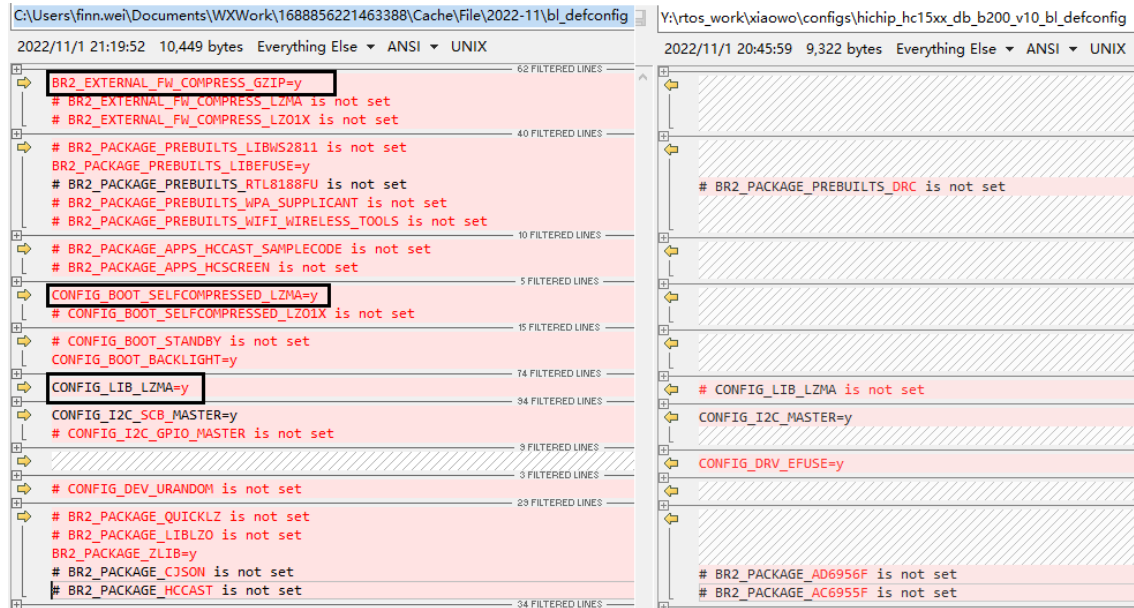 C:\Users\finn.wei\Documents\WXWork\1688856221463388\Cache\File\2022-11\bl_defconfig
2022/11/1 21:19:52 10,449 bytes Everything Else ▾ ANSI ▾ UNIX
62 FILTERED LINES
BR2_EXTERNAL_FW_COMPRESS_GZIP=y
# BR2_EXTERNAL_FW_COMPRESS_LZMA is not set
# BR2_EXTERNAL_FW_COMPRESS_LZO1X is not set
40 FILTERED LINES
# BR2_PACKAGE_PREBUILTS_LIBWS2811 is not set
BR2_PACKAGE_PREBUILTS_LIBEFUSE=y
# BR2_PACKAGE_PREBUILTS_RTL8188FU is not set
# BR2_PACKAGE_PREBUILTS_WPA_SUPPLICANT is not set
# BR2_PACKAGE_PREBUILTS_WIFI_WIRELESS_TOOLS is not set
10 FILTERED LINES
# BR2_PACKAGE_APPS_HCCAST_SAMPLECODE is not set
# BR2_PACKAGE_APPS_HCSCREEN is not set
5 FILTERED LINES
CONFIG_BOOT_SELFCOMPRESSED_LZMA=y
# CONFIG_BOOT_SELFCOMPRESSED_LZO1X is not set
15 FILTERED LINES
# CONFIG_BOOT_STANDBY is not set
CONFIG_BOOT_BACKLIGHT=y
74 FILTERED LINES
CONFIG_LIB_LZMA=y
94 FILTERED LINES
CONFIG_I2C_SCB_MASTER=y
# CONFIG_I2C_GPIO_MASTER is not set
9 FILTERED LINES
3 FILTERED LINES
# CONFIG_DEV_URANDOM is not set
29 FILTERED LINES
# BR2_PACKAGE_QUICKLZ is not set
# BR2_PACKAGE_LIBLZO is not set
BR2_PACKAGE_ZLIB=y
# BR2_PACKAGE_CJSON is not set
# BR2_PACKAGE_HCCAST is not set
34 FILTERED LINES
Y:\rtos_work\xiaowo\configs\hichip_hc15xx_db_b200_v10_bl_defconfig
2022/11/1 20:45:59 9,322 bytes Everything Else ▾ ANSI ▾ UNIX
# BR2_PACKAGE_PREBUILTS_DRC is not set
# CONFIG_LIB_LZMA is not set
CONFIG_I2C_MASTER=y
CONFIG_DRV_EFUSE=y
# BR2_PACKAGE_AD6956F is not set
# BR2_PACKAGE_AC6955F is not set